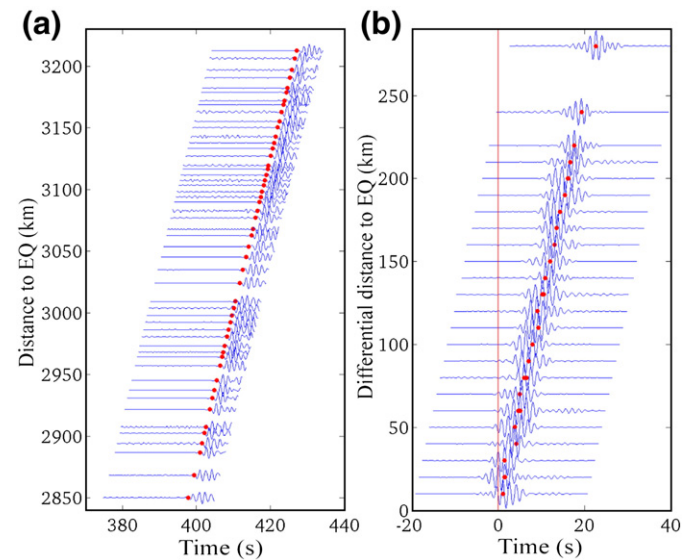 (a)
3200
3150
3100
3050
3000
2950
2900
2850
Distance to EQ (km)
380 400 420 440
Time (s)
(b)
250
200
150
100
50
0
Differential distance to EQ (km)
-20 0 20 40
Time (s)